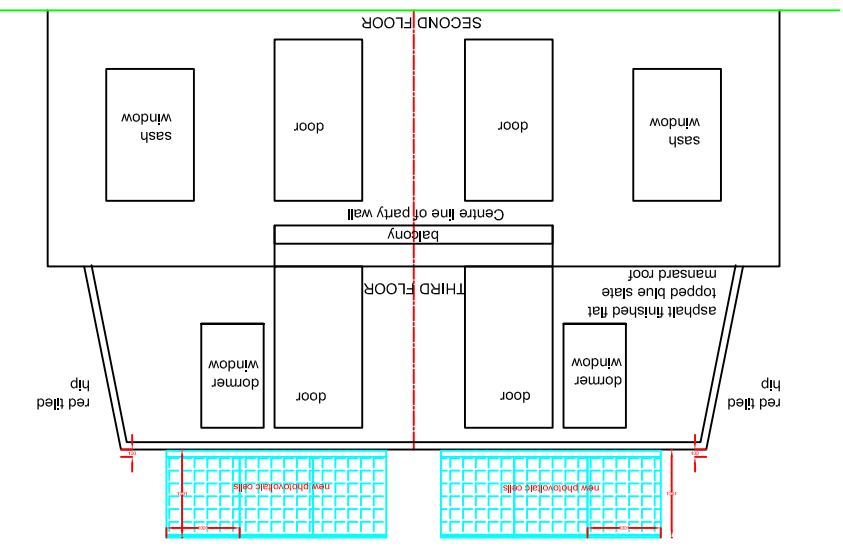 new photovoltaic cells
new photovoltaic cells
red tiled
hip
dormer
window
door
door
dormer
window
red tiled
hip
asphalt finished flat
topped blue slate
mansard roof
THIRD FLOOR
balcony
Centre line of party wall
sash
window
door
door
sash
window
SECOND FLOOR